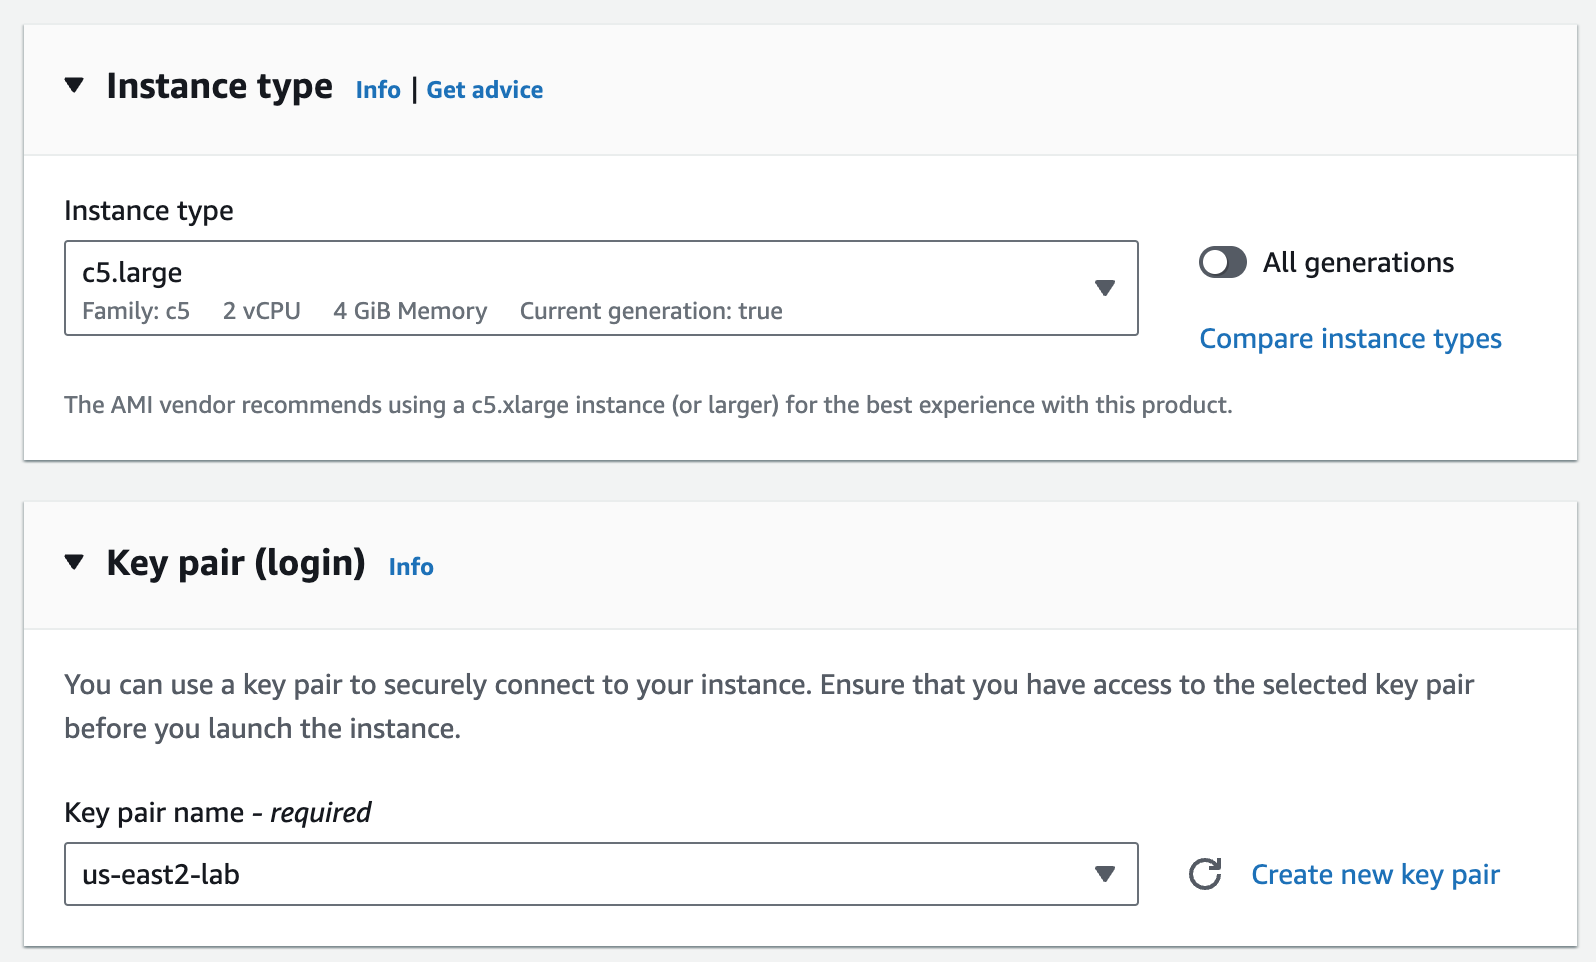 Instance type Info | Get advice
Instance type
c5.large
Family: c5 2 vCPU 4 GiB Memory Current generation: true
All generations
Compare instance types
The AMI vendor recommends using a c5.xlarge instance (or larger) for the best experience with this product.
Key pair (login) Info
You can use a key pair to securely connect to your instance. Ensure that you have access to the selected key pair
before you launch the instance.
Key pair name - required
us-east2-lab
Create new key pair